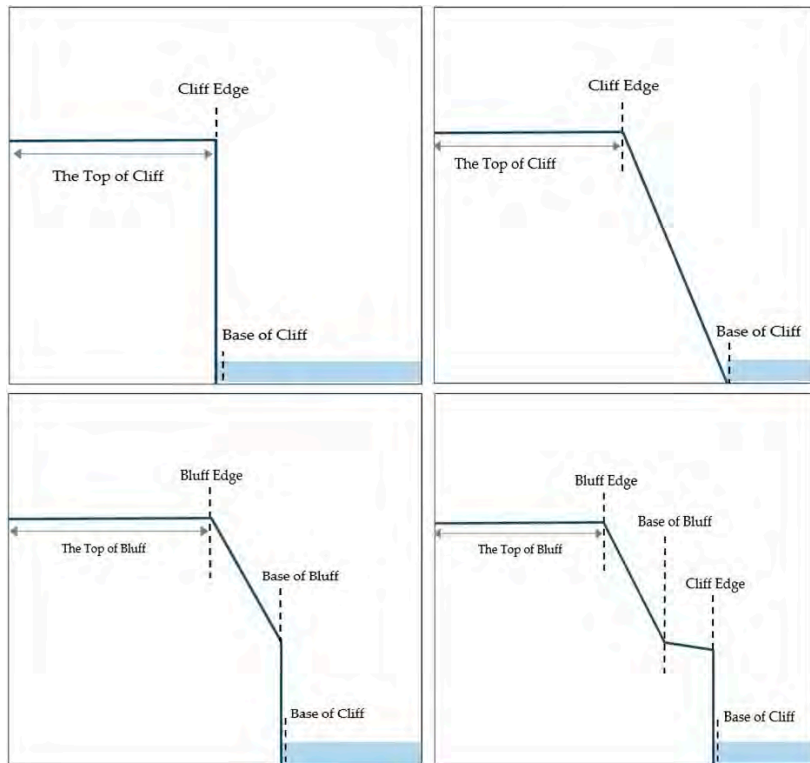 Cliff Edge
The Top of Cliff
Base of Cliff
Cliff Edge
The Top of Cliff
Base of Cliff
Bluff Edge
The Top of Bluff
Base of Bluff
Base of Cliff
Bluff Edge
Base of Bluff
The Top of Bluff
Cliff Edge
Base of Cliff